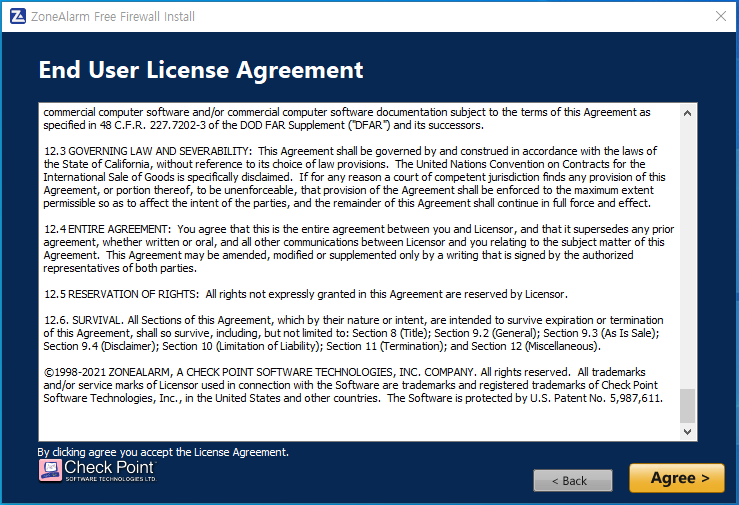 ZoneAlarm Free Firewall Install
End User License Agreement
commercial computer software and/or commercial computer software documentation subject to the terms of this Agreement as
specified in 48 C.F.R. 227.7202-3 of the DOD FAR Supplement ("DFAR") and its successors.
12.3 GOVERNING LAW AND SEVERABILITY:  This Agreement shall be governed by and construed in accordance with the laws of
the State of California, without reference to its choice of law provisions.  The United Nations Convention on Contracts for the
International Sale of Goods is specifically disclaimed.  If for any reason a court of competent jurisdiction finds any provision of this
Agreement, or portion thereof, to be unenforceable, that provision of the Agreement shall be enforced to the maximum extent
permissible so as to affect the intent of the parties, and the remainder of this Agreement shall continue in full force and effect.
12.4 ENTIRE AGREEMENT:  You agree that this is the entire agreement between you and Licensor, and that it supersedes any prior
agreement, whether written or oral, and all other communications between Licensor and you relating to the subject matter of this
Agreement.  This Agreement may be amended, modified or supplemented only by a writing that is signed by the authorized
representatives of both parties.
12.5 RESERVATION OF RIGHTS:  All rights not expressly granted in this Agreement are reserved by Licensor.
12.6. SURVIVAL. All Sections of this Agreement, which by their nature or intent, are intended to survive expiration or termination
of this Agreement, shall so survive, including, but not limited to: Section 8 (Title); Section 9.2 (General); Section 9.3 (As Is Sale);
Section 9.4 (Disclaimer); Section 10 (Limitation of Liability); Section 11 (Termination); and Section 12 (Miscellaneous).
©1998-2021 ZONEALARM, A CHECK POINT SOFTWARE TECHNOLOGIES, INC. COMPANY. All rights reserved.  All trademarks
and/or service marks of Licensor used in connection with the Software are trademarks and registered trademarks of Check Point
Software Technologies, Inc., in the United States and other countries.  The Software is protected by U.S. Patent No. 5,987,611.
By clicking agree you accept the License Agreement.
Check Point
SOFTWARE TECHNOLOGIES LTD.
< Back
Agree >